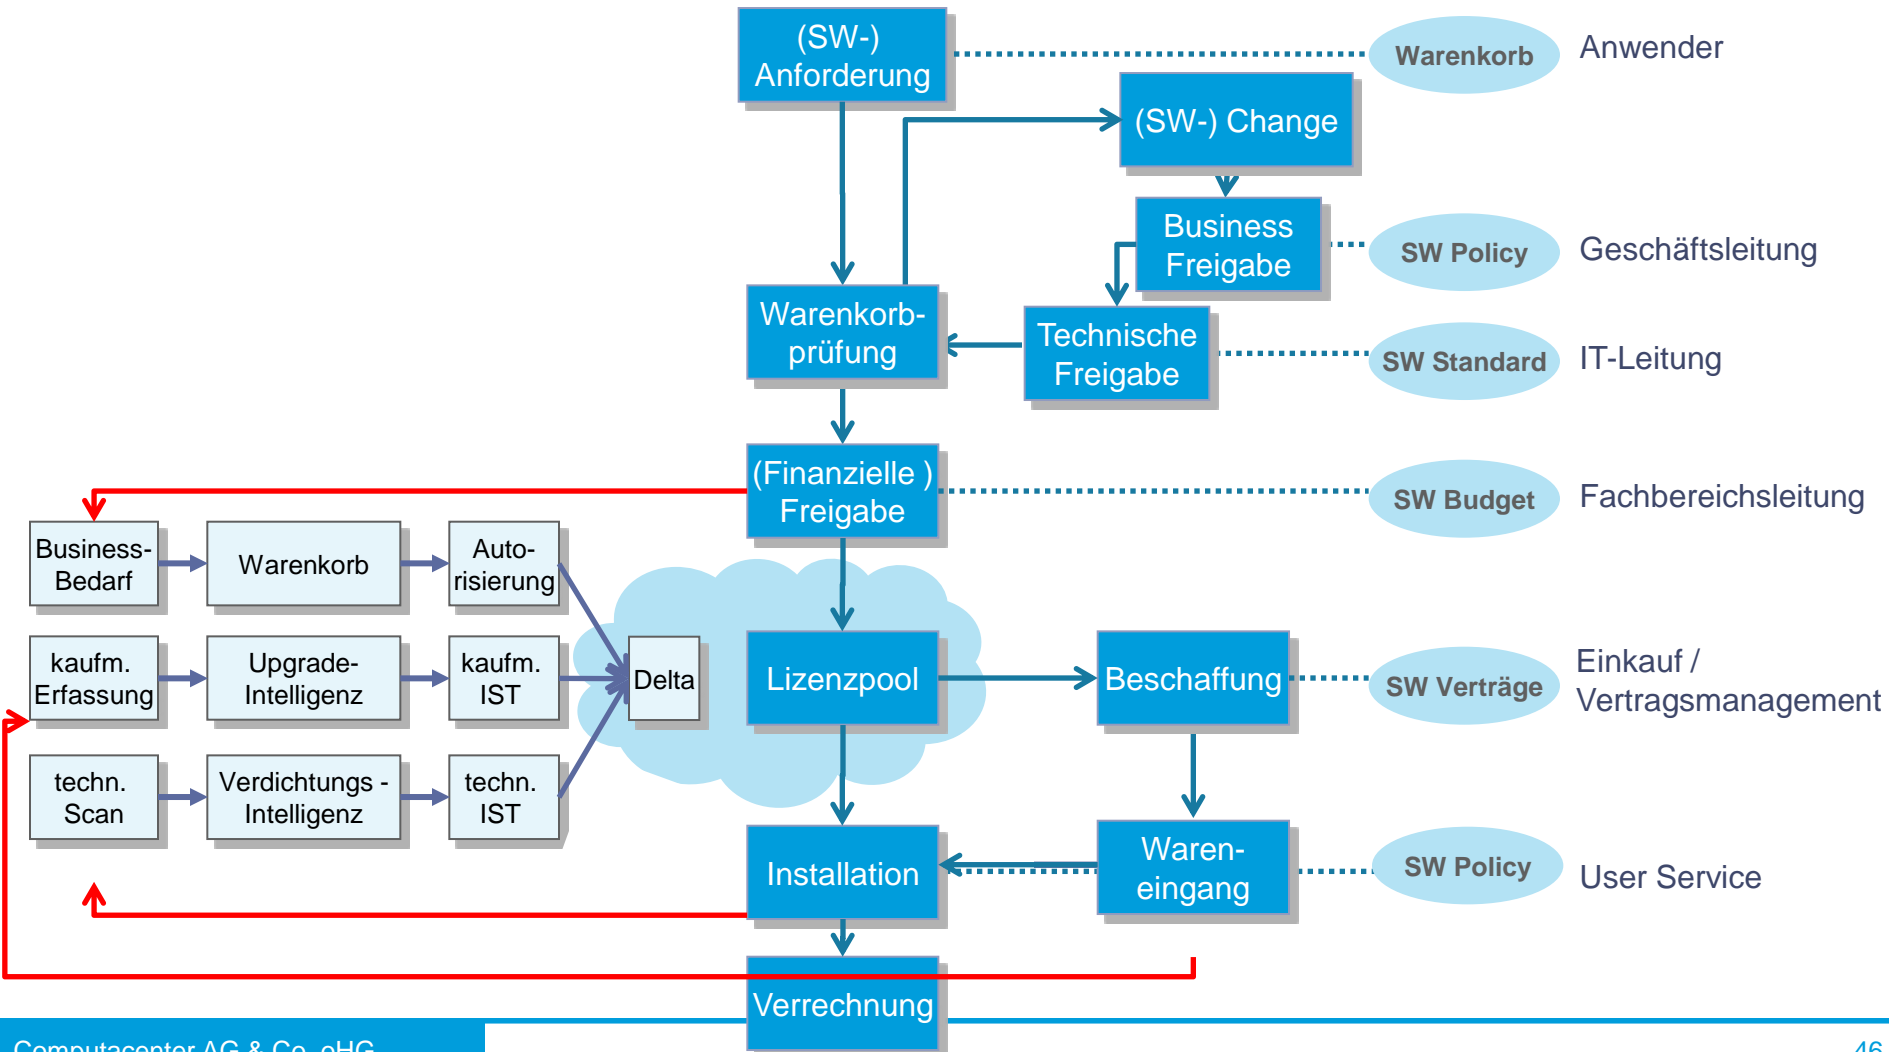 (SW-)
Anforderung
Warenkorb
Anwender
(SW-) Change
Business
Freigabe
SW Policy
Geschäftsleitung
Warenkorb-
prüfung
Technische
Freigabe
SW Standard
IT-Leitung
(Finanzielle )
Freigabe
SW Budget
Fachbereichsleitung
Business-
Bedarf
Warenkorb
Auto-
risierung
kaufm.
Erfassung
Upgrade-
Intelligenz
kaufm.
IST
Delta
Lizenzpool
Beschaffung
SW Verträge
Einkauf /
Vertragsmanagement
techn.
Scan
Verdichtungs -
Intelligenz
techn.
IST
Installation
Waren-
eingang
SW Policy
User Service
Verrechnung
Computacenter AG & Co. oHG
46